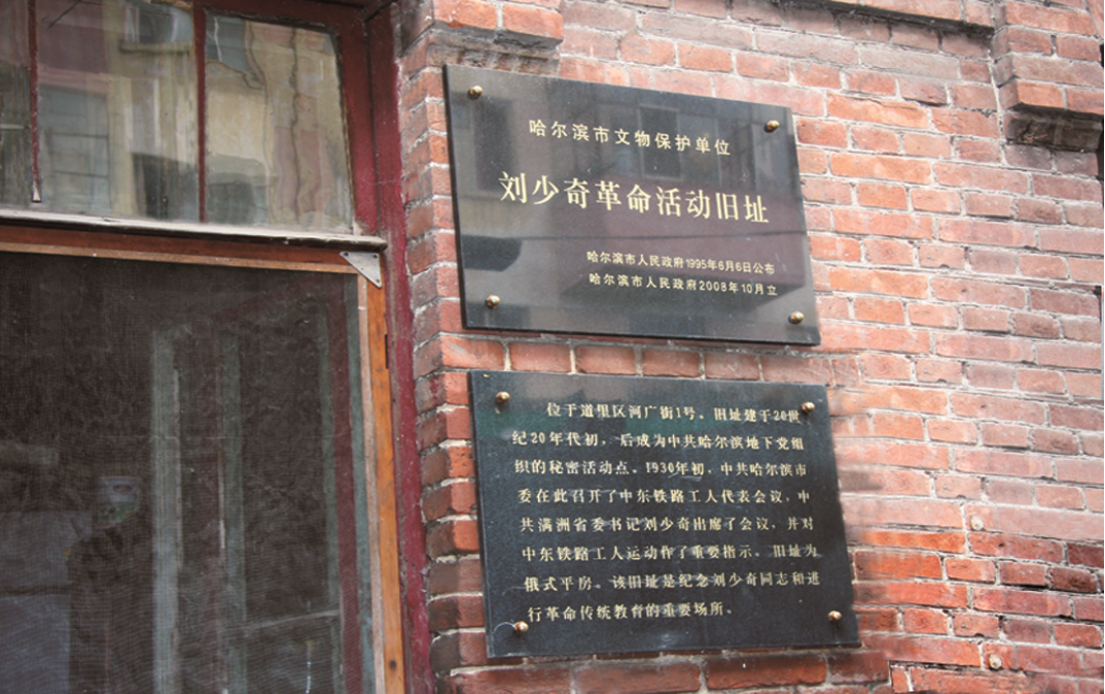 哈尔滨市文物保护单位
刘少奇革命活动旧址
哈尔滨市人民政府1995年6月6日公布
哈尔滨市人民政府2008年10月立
位于道里区河广街1号。旧址建于20世
纪20年代初，后成为中共哈尔滨地下党组
织的秘密活动点。1930年初，中共哈尔滨市
委在此召开了中东铁路工人代表会议，中
共满洲省委书记刘少奇出席了会议，并对
中东铁路工人运动作了重要指示。旧址为
俄式平房。该旧址是纪念刘少奇同志和进
行革命传统教育的重要场所。